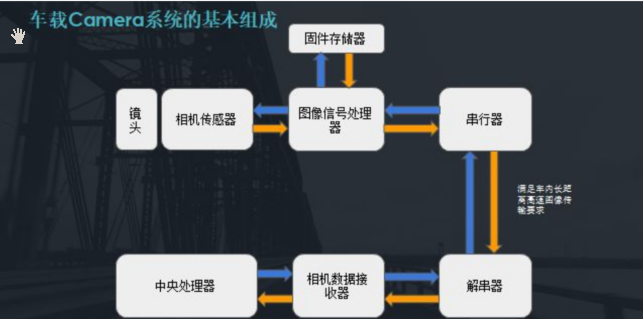 车载Camera系统的基本组成
固件存储器
镜
头
相机传感器
图像信号处理
器
串行器
满足车内长距
离高速图像传
输要求
中央处理器
相机数据接
收器
解串器